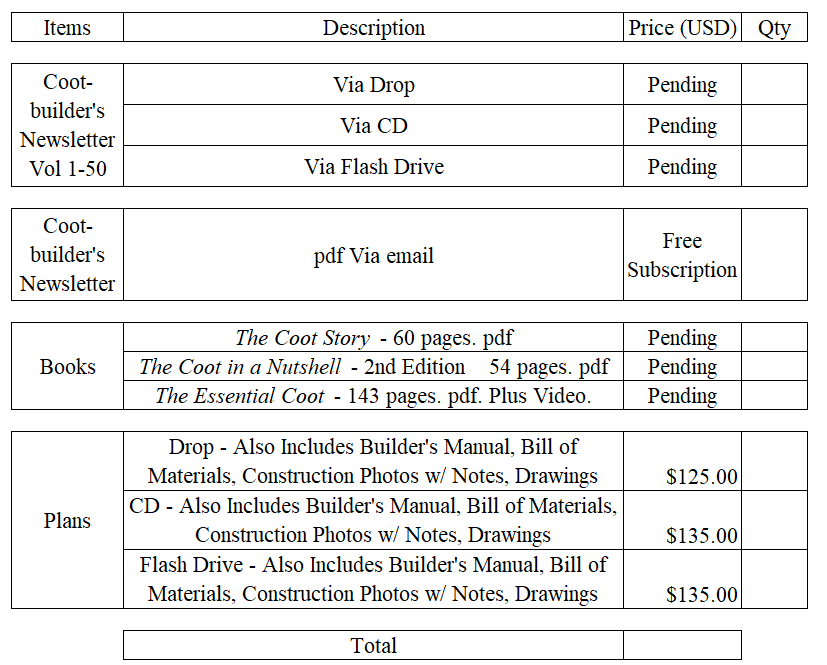 Items Description Price (USD) Qty
Coot-
builder's
Newsletter
Vol 1-50
Via Drop Pending
Via CD Pending
Via Flash Drive Pending
Coot-
builder's
Newsletter
pdf Via email
Free
Subscription
Books
The Coot Story - 60 pages. pdf Pending
The Coot in a Nutshell - 2nd Edition 54 pages. pdf Pending
The Essential Coot - 143 pages. pdf. Plus Video. Pending
Plans
Drop - Also Includes Builder's Manual, Bill of
Materials, Construction Photos w/ Notes, Drawings $125.00
CD - Also Includes Builder's Manual, Bill of Materials,
Construction Photos w/ Notes, Drawings $135.00
Flash Drive - Also Includes Builder's Manual, Bill of
Materials, Construction Photos w/ Notes, Drawings $135.00
Total